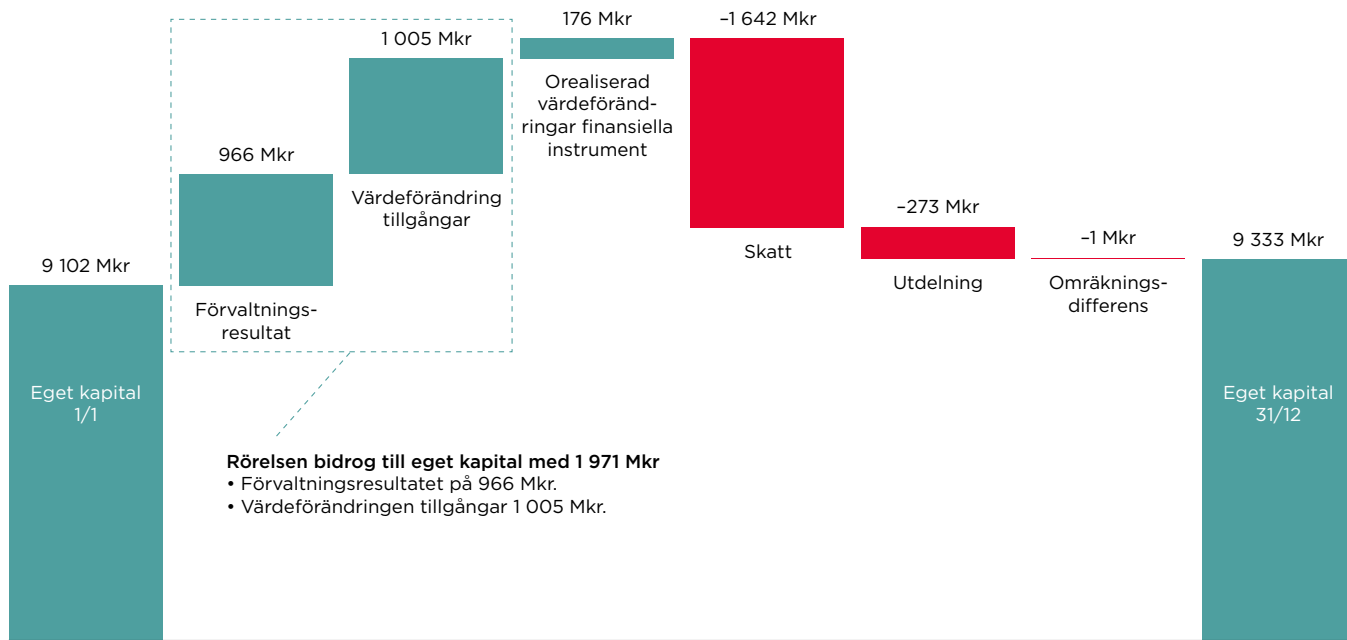 9 102 Mkr
Eget kapital
1/1
966 Mkr
Förvaltnings-
resultat
1 005 Mkr
Värdeförändring
tillgångar
176 Mkr
Orealiserad
värdeföränd-
ringar finansiella
instrument
–1 642 Mkr
Skatt
–273 Mkr
Utdelning
–1 Mkr
Omräknings-
differens
9 333 Mkr
Eget kapital
31/12
Rörelsen bidrog till eget kapital med 1 971 Mkr
• Förvaltningsresultatet på 966 Mkr.
• Värdeförändringen tillgångar 1 005 Mkr.